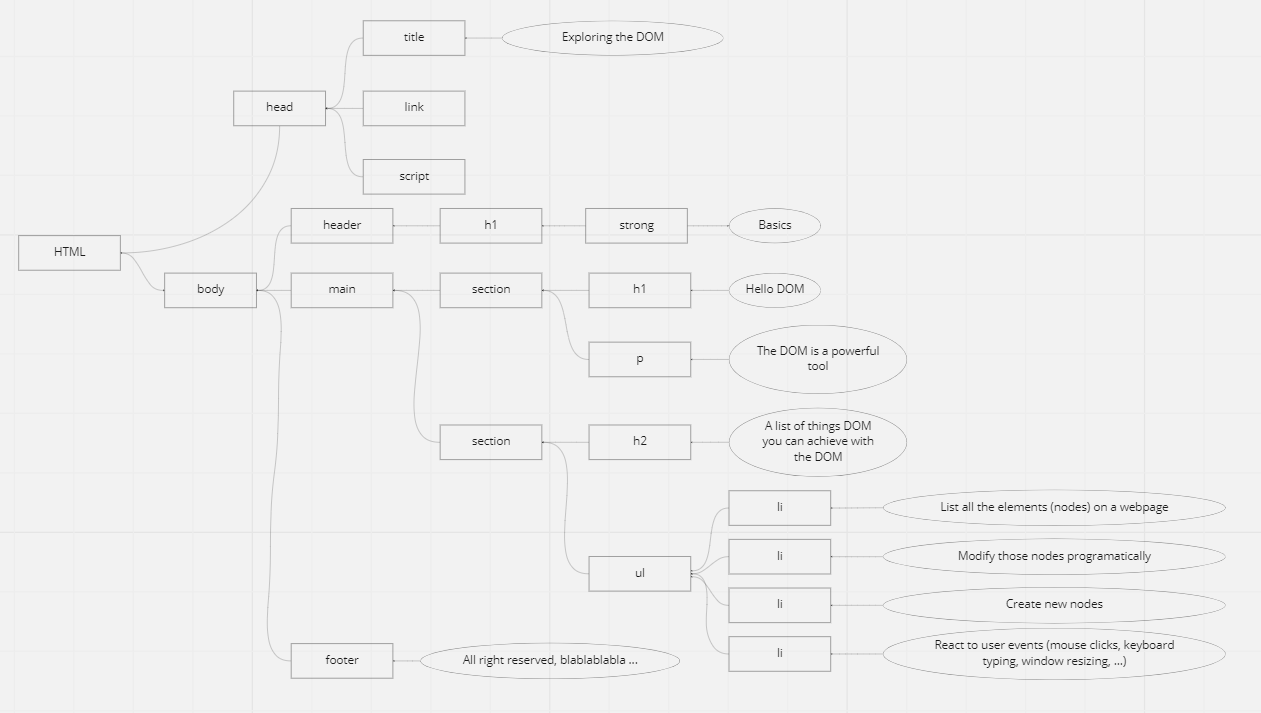 title
Exploring the DOM
head
link
script
header
h1
strong
Basics
HTML
body
main
section
h1
Hello DOM
p
The DOM is a powerful
tool
section
h2
A list of things DOM
you can achieve with
the DOM
li
List all the elements (nodes) on a webpage
li
Modify those nodes programatically
ul
li
Create new nodes
li
React to user events (mouse clicks, keyboard
typing, window resizing, ...)
footer
All right reserved, blablablabla ...